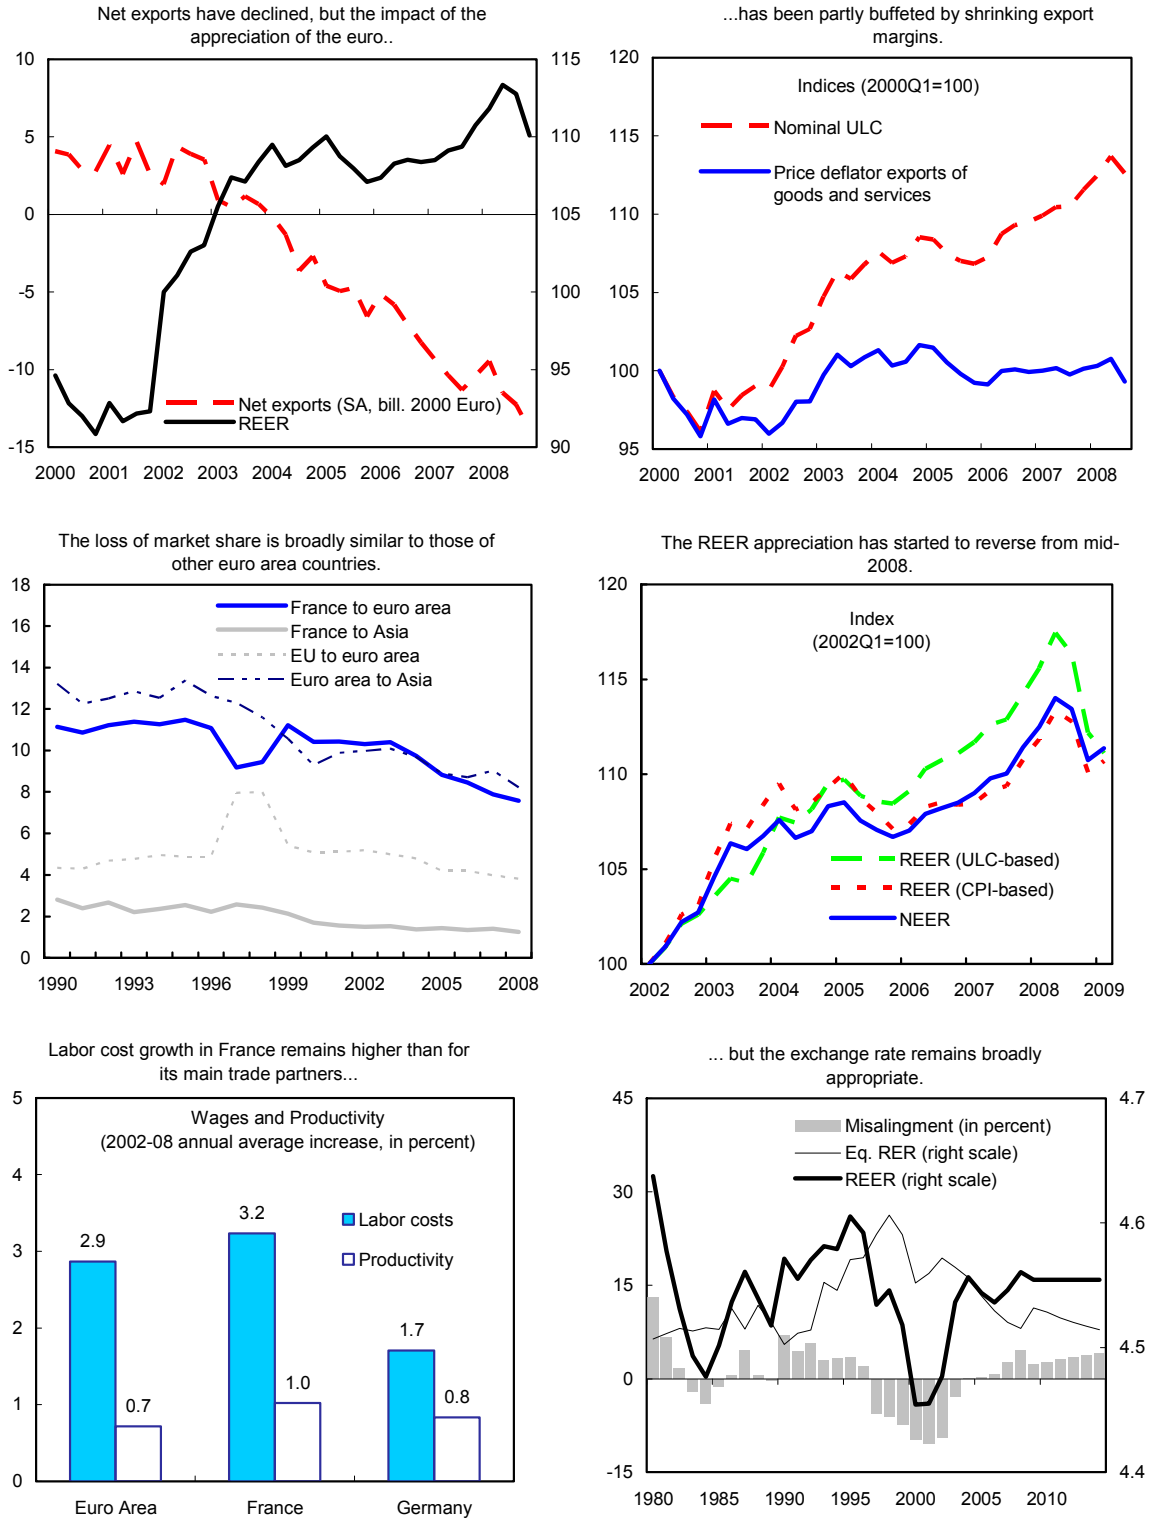 Net exports have declined, but the impact of the
appreciation of the euro..
10
5
0
-5
-10
-15
115
110
105
100
95
90
Net exports (SA, bill. 2000 Euro)
REER
2000 2001 2002 2003 2004 2005 2006 2007 2008
...has been partly buffeted by shrinking export
margins.
120
115
110
105
100
95
Indices (2000Q1=100)
Nominal ULC
Price deflator exports of
goods and services
2000 2001 2002 2003 2004 2005 2006 2007 2008
The loss of market share is broadly similar to those of
other euro area countries.
18
16
14
12
10
8
6
4
2
0
France to euro area
France to Asia
EU to euro area
Euro area to Asia
1990 1993 1996 1999 2002 2005 2008
The REER appreciation has started to reverse from mid-
2008.
120
115
110
105
100
Index
(2002Q1=100)
REER (ULC-based)
REER (CPI-based)
NEER
2002 2003 2004 2005 2006 2007 2008 2009
Labor cost growth in France remains higher than for
its main trade partners...
5
4
3
2
1
0
Wages and Productivity
(2002-08 annual average increase, in percent)
Labor costs
Productivity
2.9
0.7
3.2
1.0
1.7
0.8
Euro Area France Germany
... but the exchange rate remains broadly
appropriate.
45
30
15
0
-15
4.7
4.6
4.5
4.4
Misalingment (in percent)
Eq. RER (right scale)
REER (right scale)
1980 1985 1990 1995 2000 2005 2010